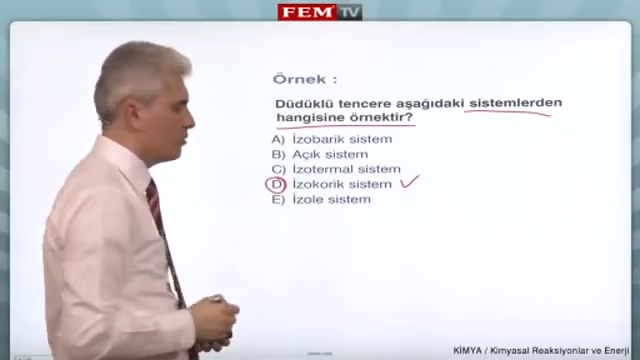 FEM TV
Örnek :
Düdüklü tencere aşağıdaki sistemlerden
hangisine örnektir?
A) İzobarik sistem
B) Açık sistem
C) İzotermal sistem
D) İzokorik sistem
E) İzole sistem
KİMYA / Kimyasal Reaksiyonlar ve Enerji